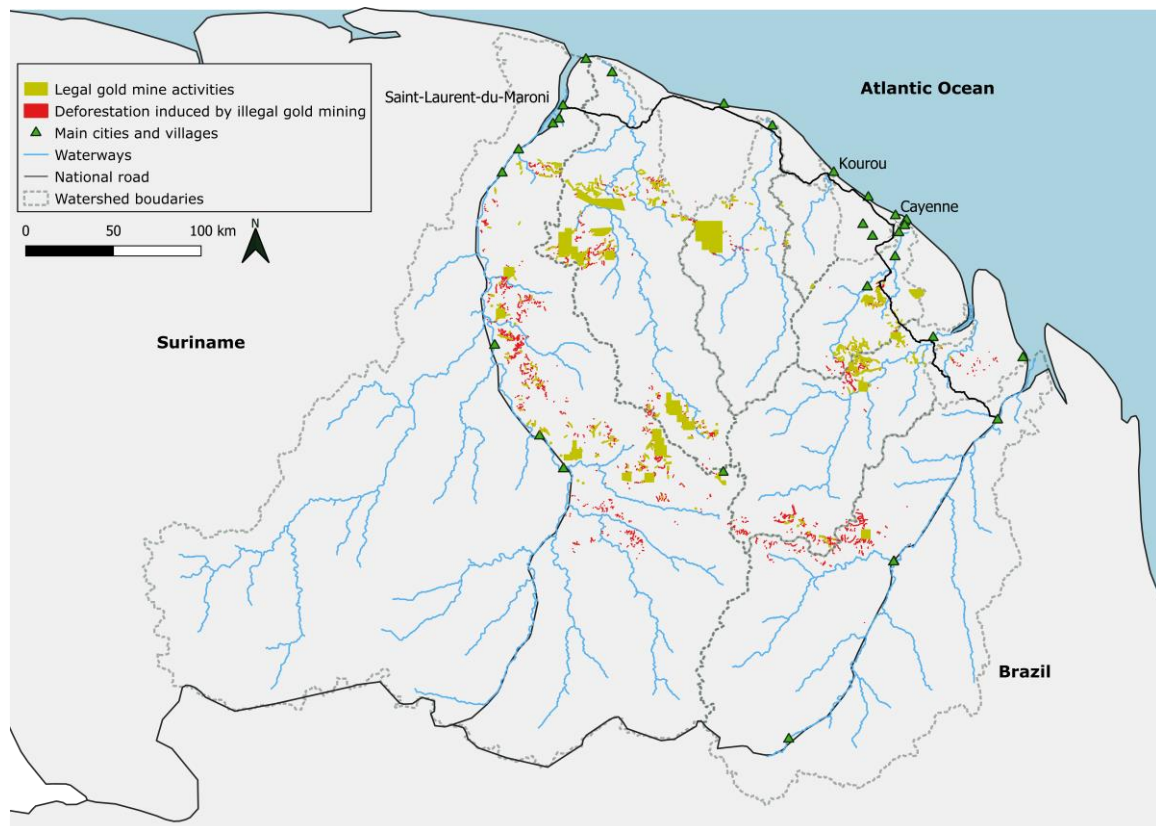 Legal gold mine activities
Deforestation induced by illegal gold mining
Main cities and villages
Waterways
National road
Watershed boudaries
0 50 100 km
N
Saint-Laurent-du-Maroni
Atlantic Ocean
Kourou
Cayenne
Suriname
Brazil